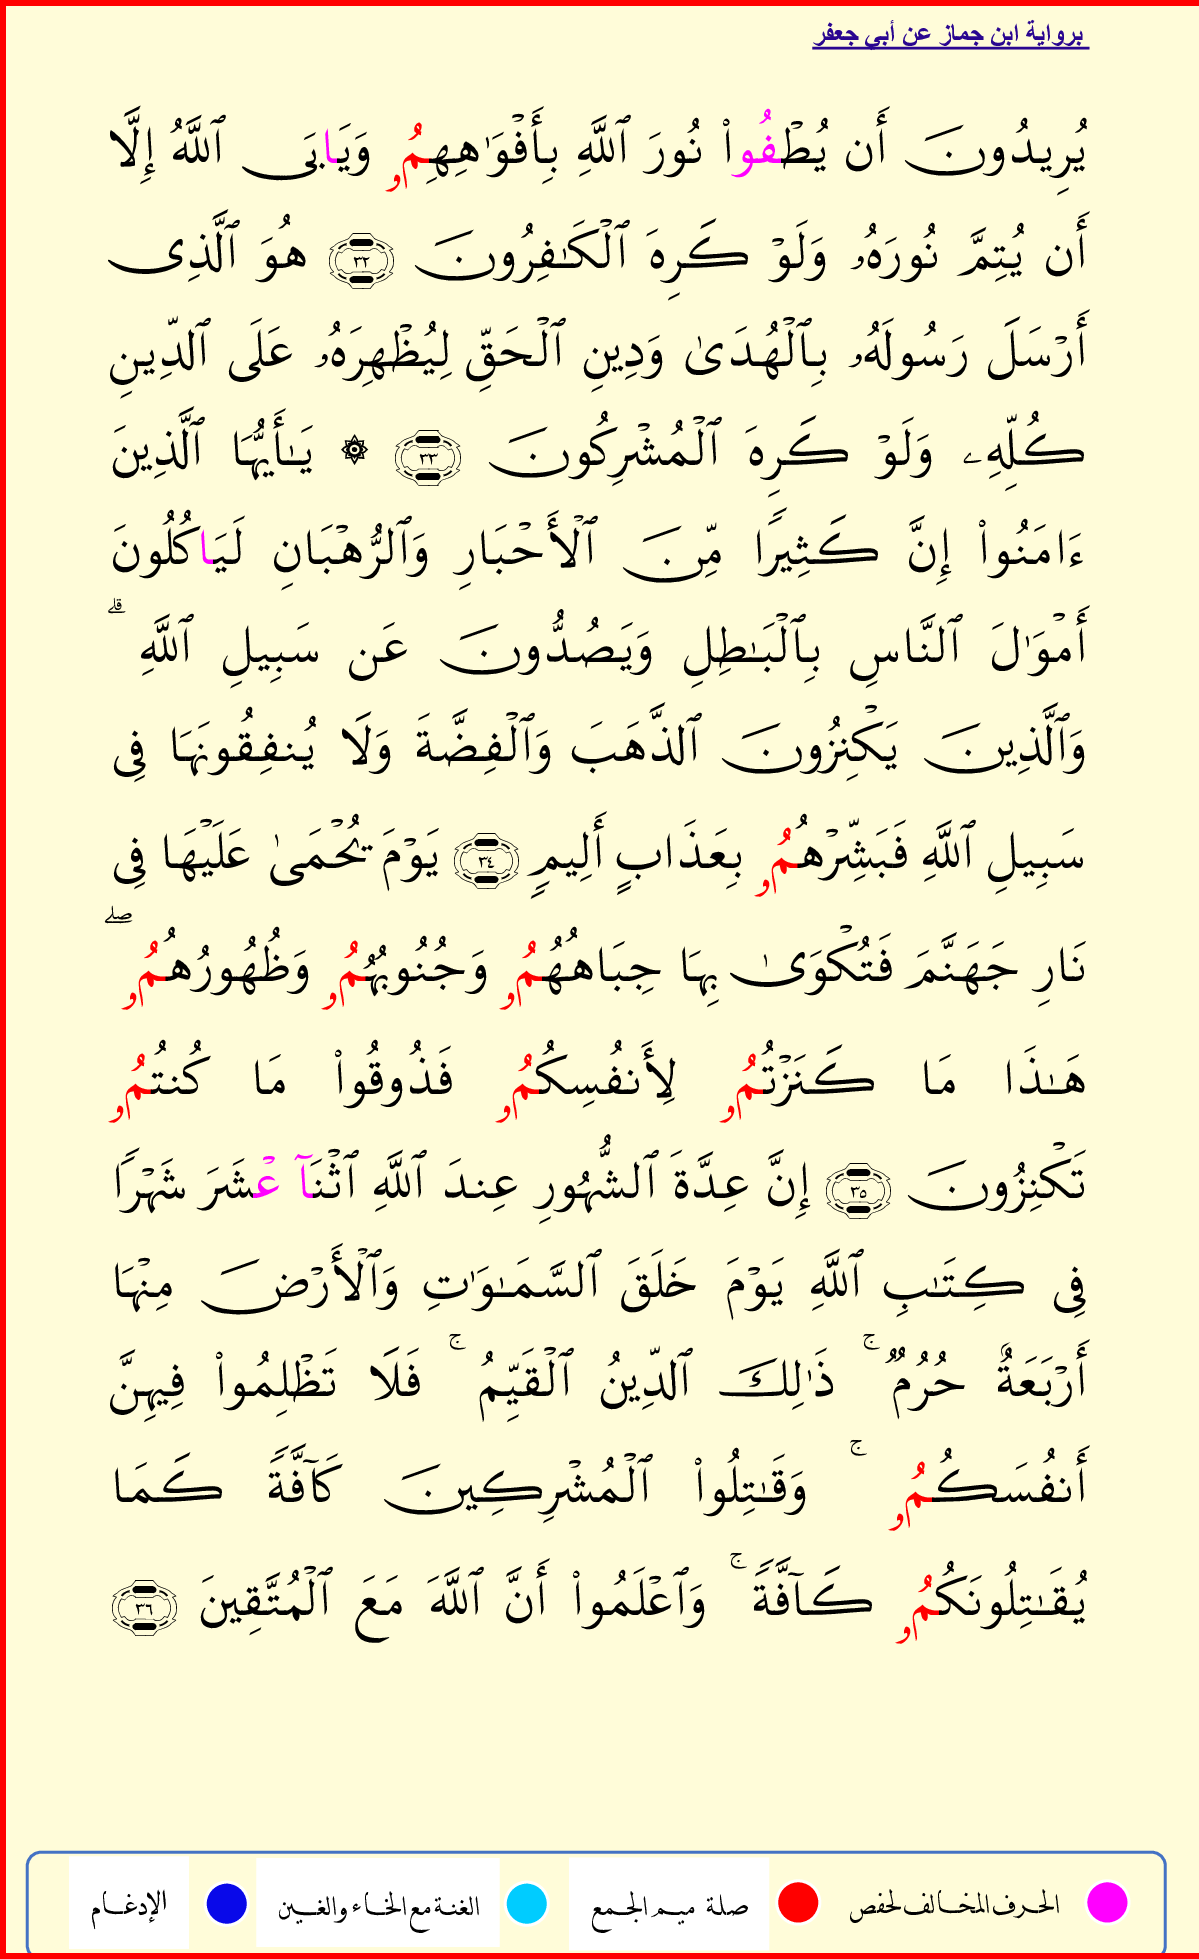 برواية ابن جماز عن أبي جعفر
يُرِيدُونَ أَن يُطۡفُواْ نُورَ ٱللَّهِ بِأَفۡوَٰهِهِمُۥ وَيَابَى ٱللَّهُ إِلَّا
أَن يُتِمَّ نُورَهُۥ وَلَوۡ كَرِهَ ٱلۡكَٰفِرُونَ ٣٢ هُوَ ٱلَّذِى
أَرۡسَلَ رَسُولَهُۥ بِٱلۡهُدَىٰ وَدِينِ ٱلۡحَقِّ لِيُظۡهِرَهُۥ عَلَى ٱلدِّينِ
كُلِّهِۦ وَلَوۡ كَرِهَ ٱلۡمُشۡرِكُونَ ٣٣ ۞ يَٰأَيُّهَا ٱلَّذِينَ
ءَامَنُواْ إِنَّ كَثِيرًا مِّنَ ٱلۡأَحۡبَارِ وَٱلرُّهۡبَانِ لَيَاكُلُونَ
أَمۡوَٰلَ ٱلنَّاسِ بِٱلۡبَٰطِلِ وَيَصُدُّونَ عَن سَبِيلِ ٱللَّهِۗ
وَٱلَّذِينَ يَكۡنِزُونَ ٱلذَّهَبَ وَٱلۡفِضَّةَ وَلَا يُنفِقُونَهَا فِى
سَبِيلِ ٱللَّهِ فَبَشِّرۡهُمُۥ بِعَذَابٍ أَلِيمٍ ٣٤ يَوۡمَ يُحۡمَىٰ عَلَيۡهَا فِى
نَارِ جَهَنَّمَ فَتُكۡوَىٰ بِهَا جِبَاهُهُمُۥ وَجُنُوبُهُمُۥ وَظُهُورُهُمُۥۖ
هَٰذَا مَا كَنَزۡتُمُۥ لِأَنفُسِكُمُۥ فَذُوقُواْ مَا كُنتُمُۥ
تَكۡنِزُونَ ٣٥ إِنَّ عِدَّةَ ٱلشُّهُورِ عِندَ ٱللَّهِ ٱثۡنَآ عۡشَرَ شَهۡرًا
فِى كِتَٰبِ ٱللَّهِ يَوۡمَ خَلَقَ ٱلسَّمَٰوَٰتِ وَٱلۡأَرۡضَ مِنۡهَا
أَرۡبَعَةٌ حُرُمٌۚ ذَٰلِكَ ٱلدِّينُ ٱلۡقَيِّمُۚ فَلَا تَظۡلِمُواْ فِيهِنَّ
أَنفُسَكُمُۥۚ وَقَٰتِلُواْ ٱلۡمُشۡرِكِينَ كَآفَّةً كَمَا
يُقَٰتِلُونَكُمُۥ كَآفَّةًۚ وَٱعۡلَمُواْ أَنَّ ٱللَّهَ مَعَ ٱلۡمُتَّقِينَ ٣٦
الحرف المخالف لحفص صلة ميم الجمع الغنة مع الخاء والغين الإدغام